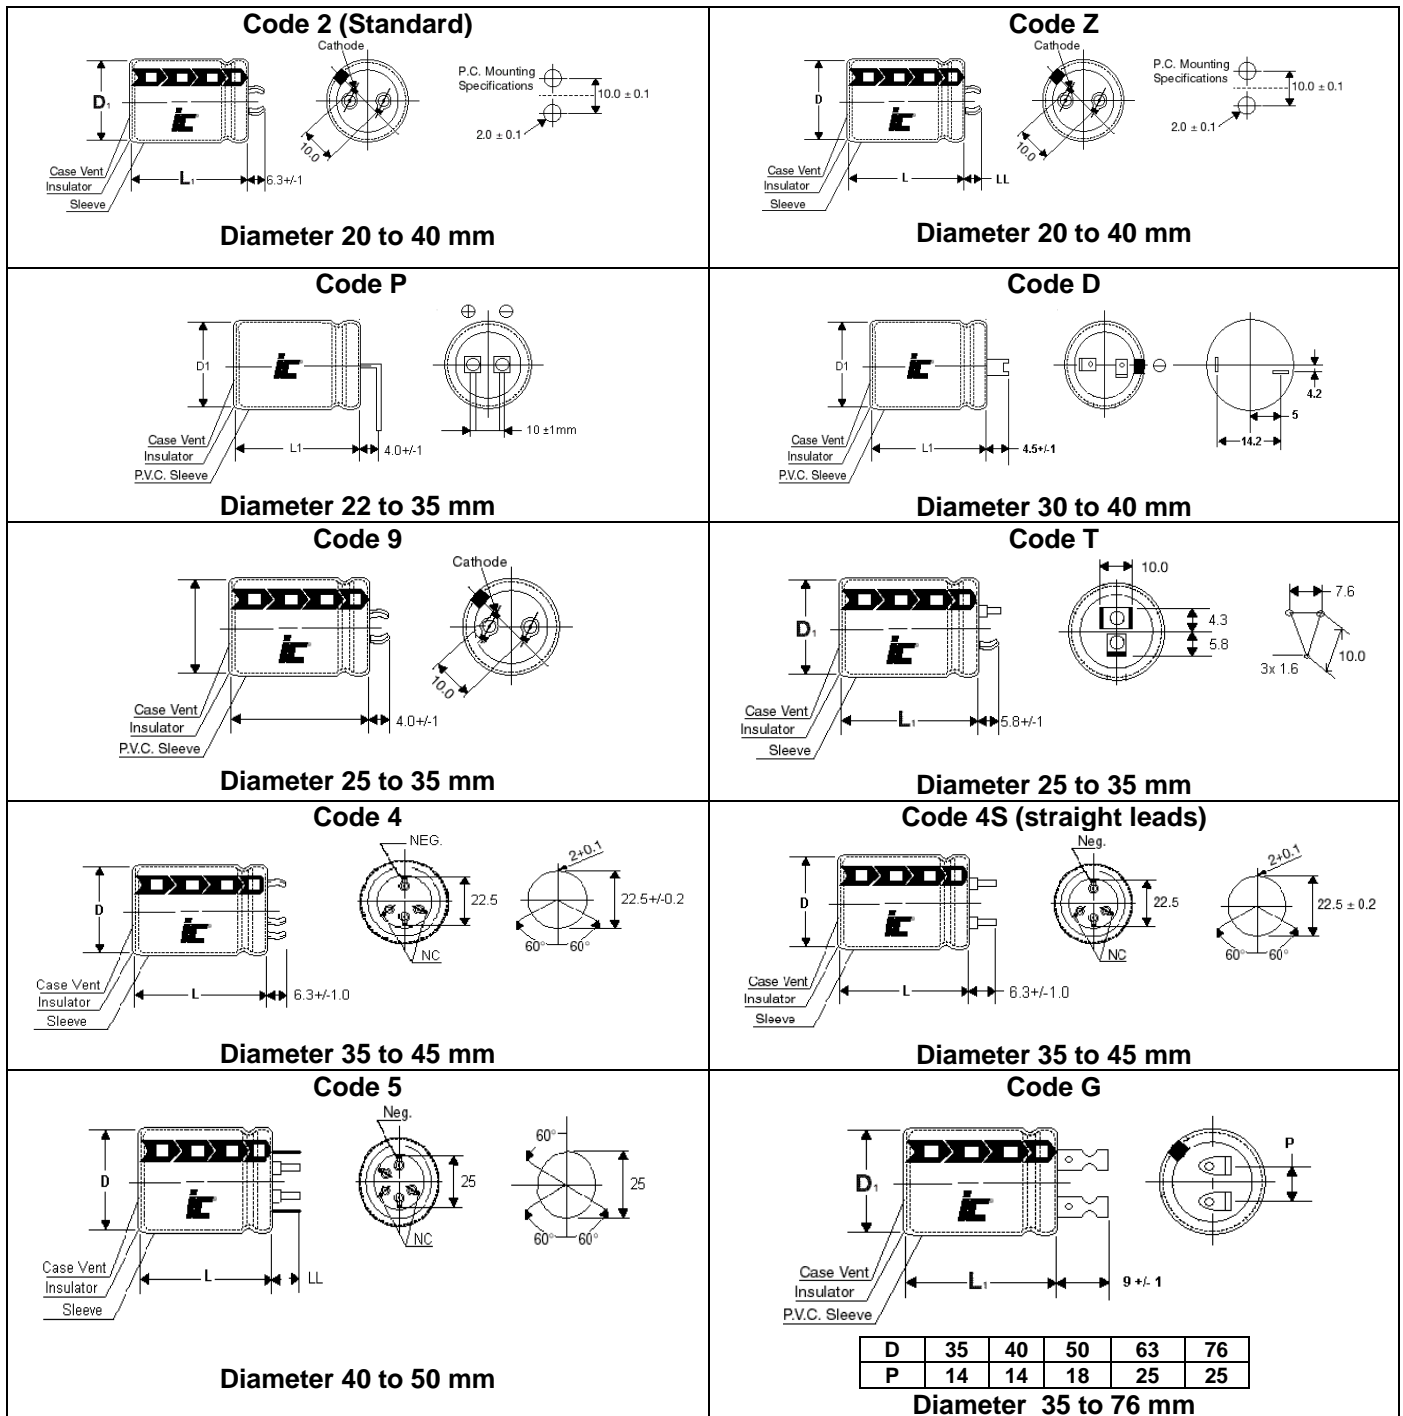 Code 2 (Standard)
Cathode
P.C. Mounting
Specifications
10.0 ± 0.1
2.0 ± 0.1
D₁
ic
10.0
Case Vent
Insulator
Sleeve
L₁
6.3+/-1
Diameter 20 to 40 mm
Code Z
Cathode
P.C. Mounting
Specifications
10.0 ± 0.1
2.0 ± 0.1
D
ic
10.0
Case Vent
Insulator
Sleeve
L
LL
Diameter 20 to 40 mm
Code P
D1
ic
10 ±1mm
Case Vent
Insulator
P.V.C. Sleeve
L1
4.0+/-1
Diameter 22 to 35 mm
Code D
D1
ic
4.2
5
14.2
Case Vent
Insulator
P.V.C. Sleeve
L1
4.5+/-1
Diameter 30 to 40 mm
Code 9
Cathode
ic
10.0
Case Vent
Insulator
P.V.C. Sleeve
4.0+/-1
Diameter 25 to 35 mm
Code T
10.0
7.6
D₁
4.3
5.8
10.0
3x 1.6
ic
Case Vent
Insulator
Sleeve
L₁
5.8+/-1
Diameter 25 to 35 mm
Code 4
NEG.
2+0.1
D
22.5
22.5+/-0.2
ic
60° 60°
NC
Case Vent
Insulator
Sleeve
L
6.3+/-1.0
Diameter 35 to 45 mm
Code 4S (straight leads)
Neg.
2+0.1
D
22.5
22.5 ± 0.2
ic
60° 60°
NC
Case Vent
Insulator
Sleeve
L
6.3+/-1.0
Diameter 35 to 45 mm
Code 5
Neg.
60°
D
25
25
ic
60° 60°
NC
Case Vent
Insulator
Sleeve
L
LL
Diameter 40 to 50 mm
Code G
P
D₁
ic
Case Vent
Insulator
P.V.C. Sleeve
L₁
9 +/- 1
D 35 40 50 63 76
P 14 14 18 25 25
Diameter 35 to 76 mm